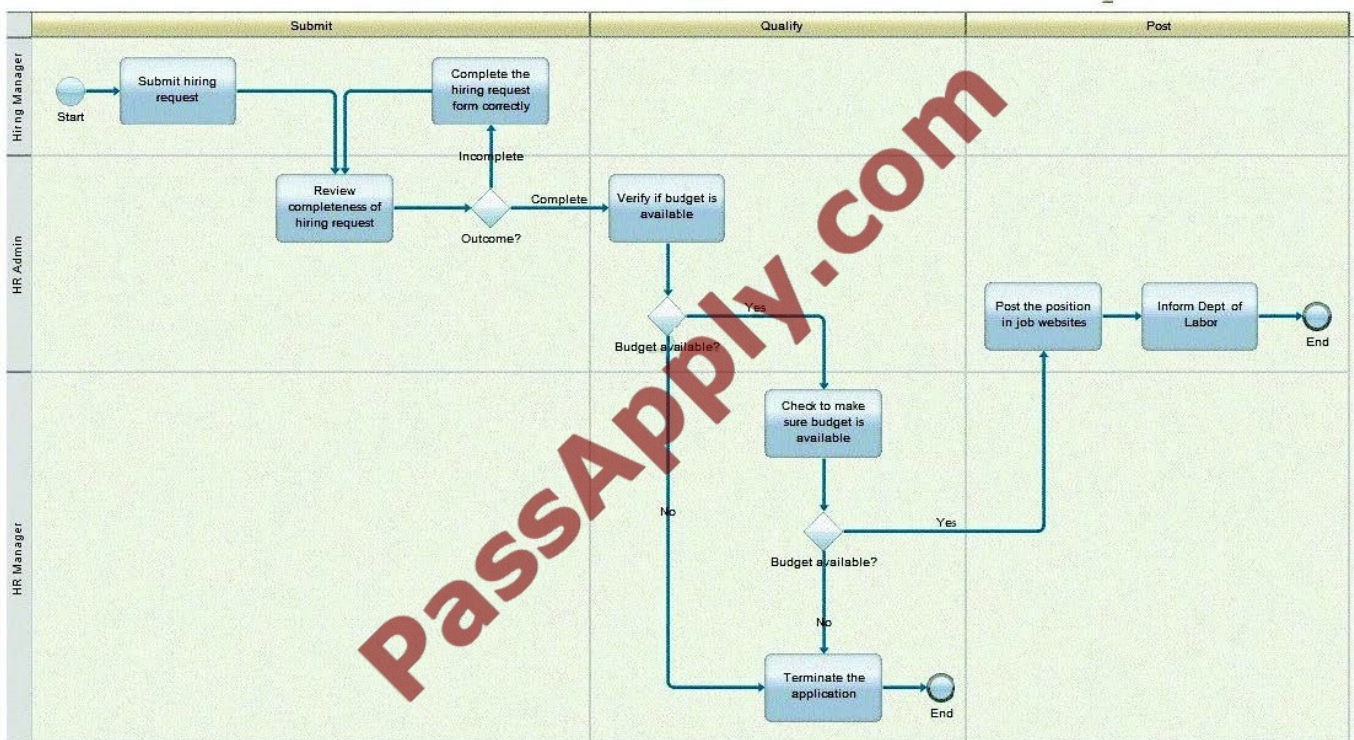 Submit
Qualify
Post
Hiring Manager
Start
Submit hiring
request
Complete the
hiring request
form correctly
Incomplete
HR Admin
Review
completeness of
hiring request
Outcome?
Complete
Verify if budget is
available
Budget available?
Yes
Post the position
in job websites
Inform Dept of
Labor
End
HR Manager
Check to make
sure budget is
available
No
Budget available?
Yes
No
Terminate the
application
End
PassApply.com